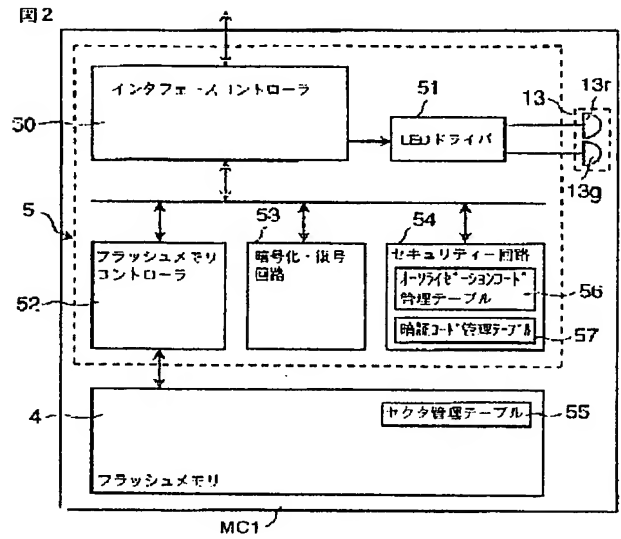 図2
インタフェースコントローラ
50
51
LEDドライバ
13
13r
13g
5
フラッシュメモリ
コントローラ
52
53
暗号化・復号
回路
54
セキュリティー回路
オーソライゼーションコード
管理テーブル
56
暗証コード管理テーブル
57
4
セクタ管理テーブル
55
フラッシュメモリ
MC1